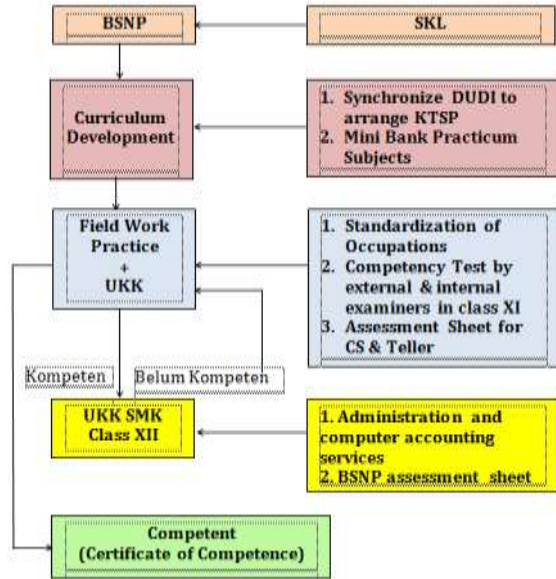 BSNP
SKL
Curriculum
Development
1. Synchronize DUDI to
arrange KTSP
2. Mini Bank Practicum
Subjects
Field Work
Practice
+
UKK
1. Standardization of
Occupations
2. Competency Test by
external & internal
examiners in class XI
3. Assessment Sheet for
CS & Teller
Kompeten
Belum Kompeten
UKK SMK
Class XII
1. Administration and
computer accounting
services
2. BSNP assessment sheet
Competent
(Certificate of Competence)